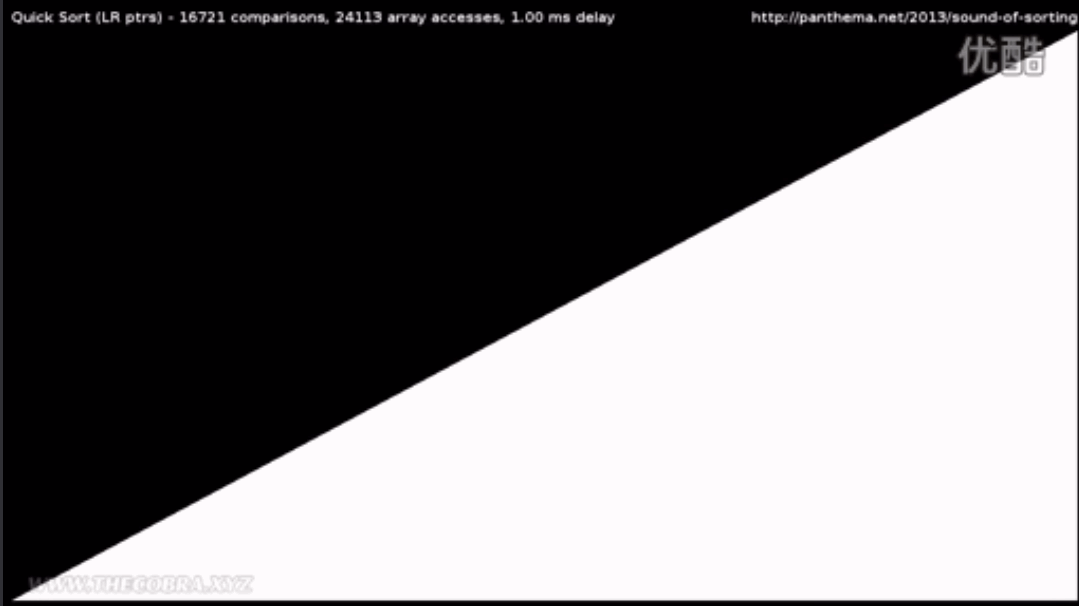 Quick Sort (LR ptrs) - 16721 comparisons, 24113 array accesses, 1.00 ms delay
http://panthema.net/2013/sound-of-sorting
优酷
WWW.THECOBRA.XYZ